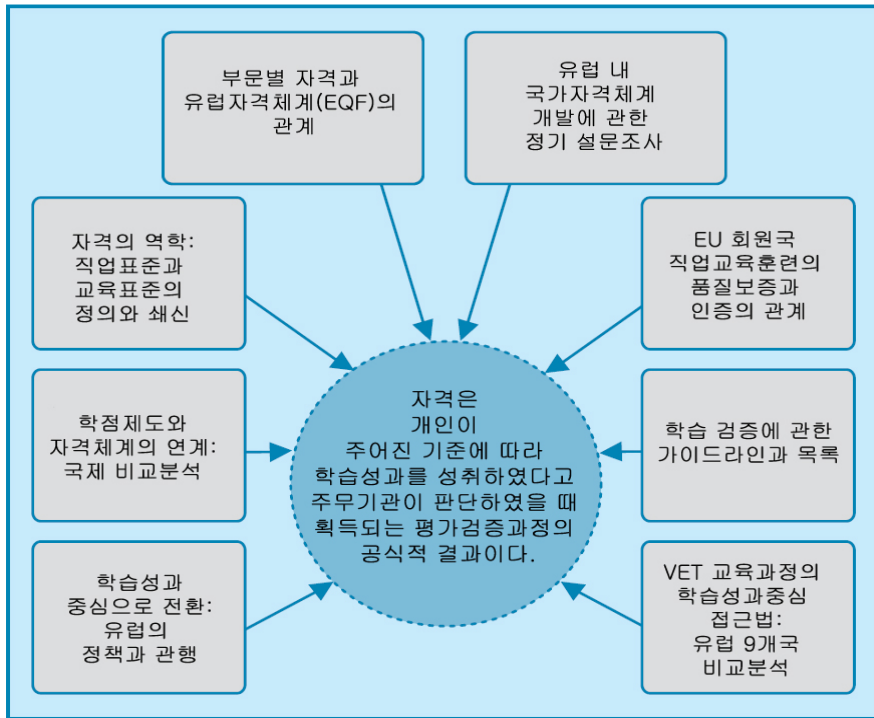 부문별 자격과
유럽자격체계(EQF)의
관계
유럽 내
국가자격체계
개발에 관한
정기 설문조사
자격의 역학:
직업표준과
교육표준의
정의와 쇄신
EU 회원국
직업교육훈련의
품질보증과
인증의 관계
학점제도와
자격체계의 연계:
국제 비교분석
자격은
개인이
주어진 기준에 따라
학습성과를 성취하였다고
주무기관이 판단하였을 때
획득되는 평가검증과정의
공식적 결과이다.
학습 검증에 관한
가이드라인과 목록
학습성과
중심으로 전환:
유럽의
정책과 관행
VET 교육과정의
학습성과중심
접근법:
유럽 9개국
비교분석